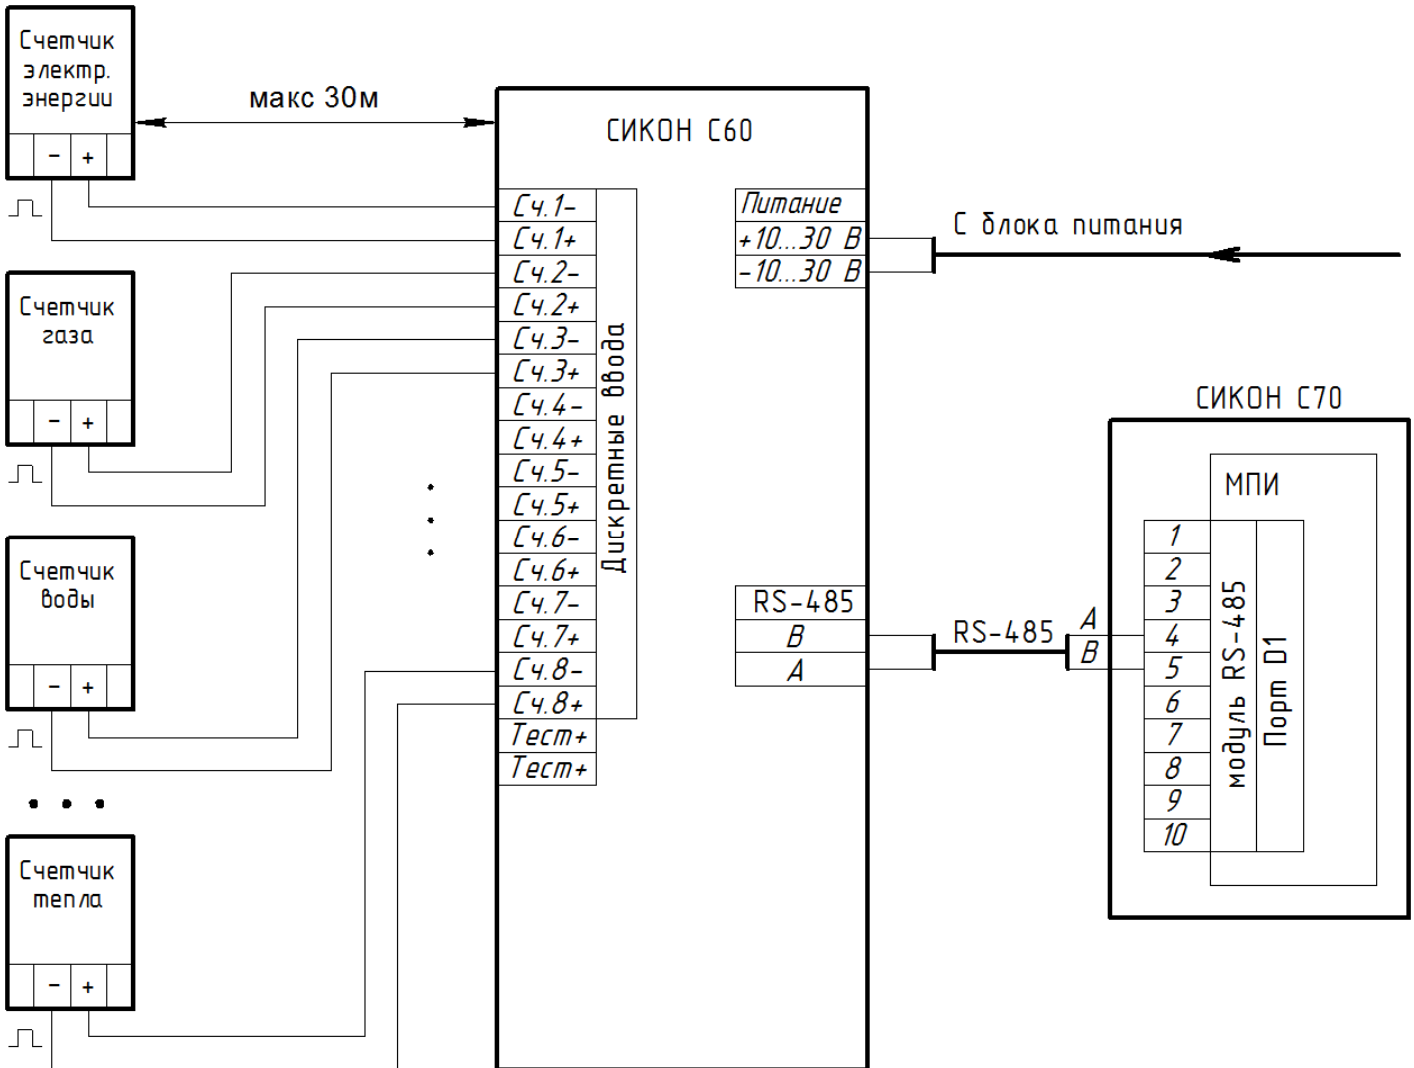 Счетчик
электр.
энергии
- +
макс 30м
СИКОН С60
Сч.1-
Сч.1+
Сч.2-
Сч.2+
Сч.3-
Сч.3+
Сч.4-
Сч.4+
Сч.5-
Сч.5+
Сч.6-
Сч.6+
Сч.7-
Сч.7+
Сч.8-
Сч.8+
Тест+
Тест+
Дискретные ввода
Питание
+10...30 В
-10...30 В
С блока питания
RS-485
B
A
RS-485
A
B
СИКОН С70
МПИ
1
2
3
4
5
6
7
8
9
10
модуль RS-485
Порт D1
Счетчик
газа
- +
Счетчик
воды
- +
Счетчик
тепла
- +